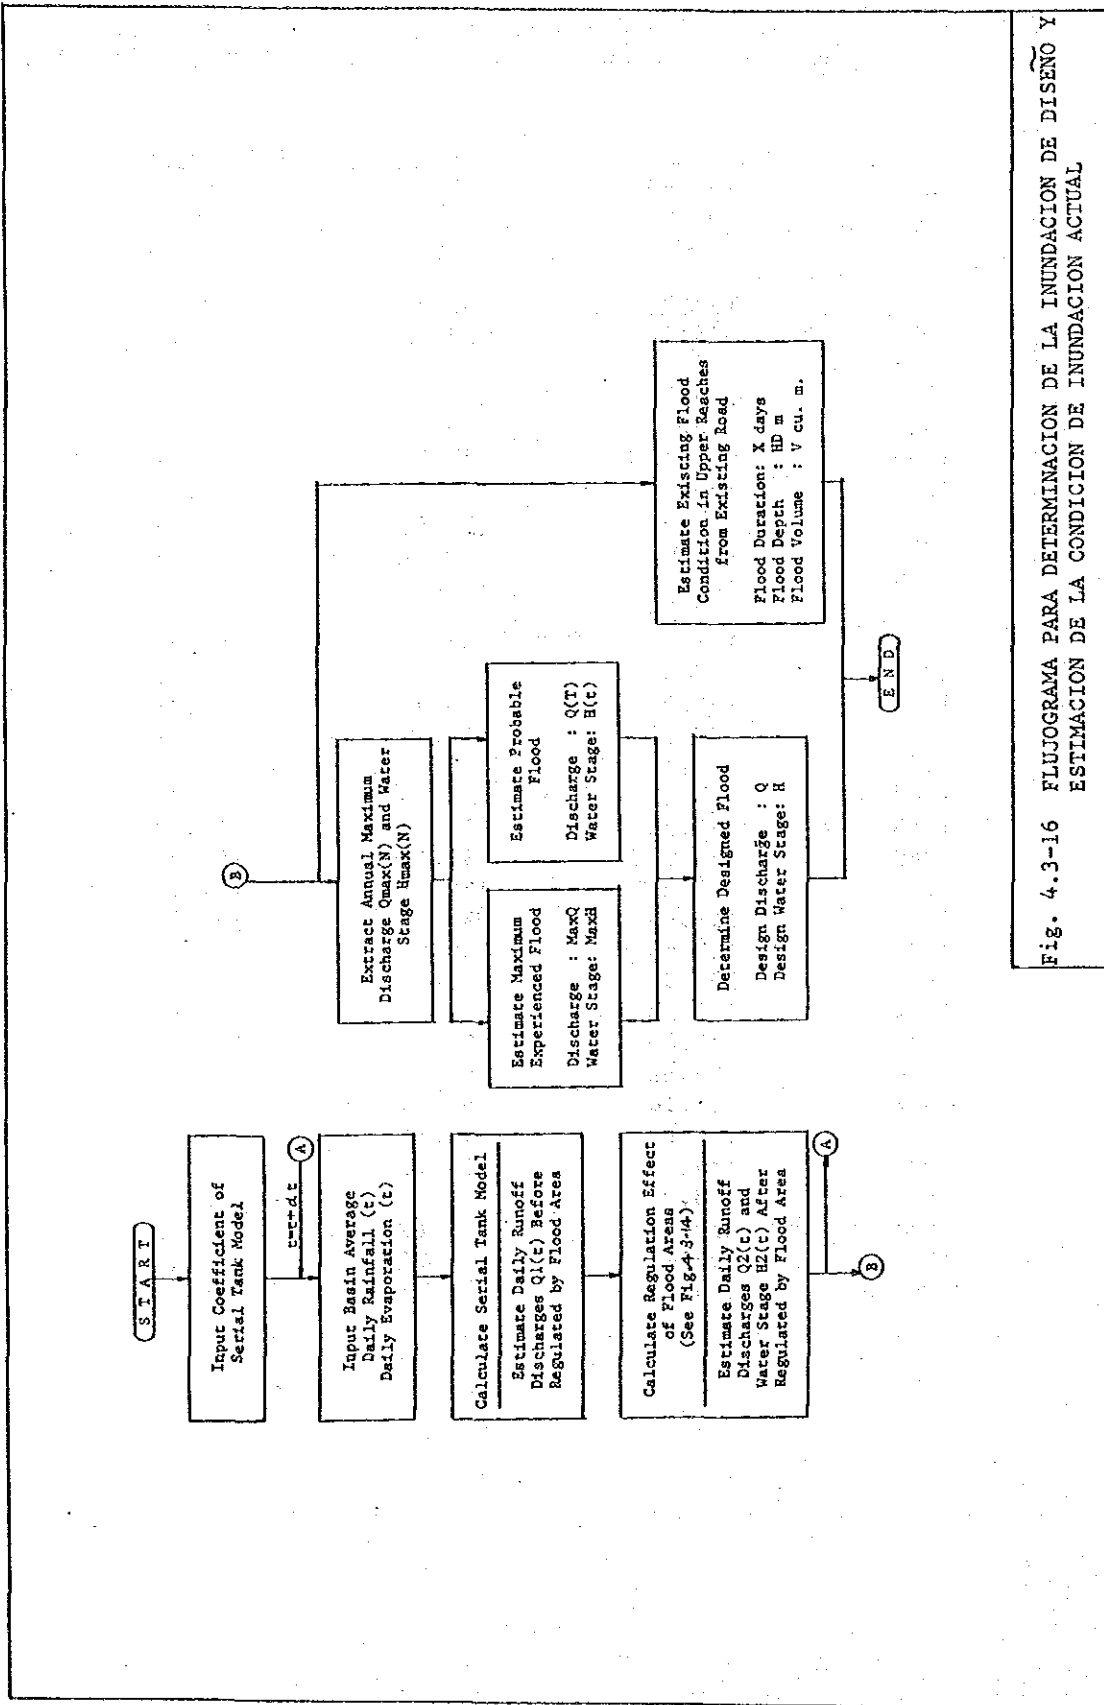 START
Input Coefficient of
Serial Tank Model
t=t+dt
A
Input Basin Average
Daily Rainfall (t)
Daily Evaporation (t)
Calculate Serial Tank Model
Estimate Daily Runoff
Discharges Q1(t) Before
Regulated by Flood Area
Calculate Regulation Effect
of Flood Areas
(See Fig.4·3-14)
Estimate Daily Runoff
Discharges Q2(t) and
Water Stage H2(t) After
Regulated by Flood Area
A
B
B
Extract Annual Maximum
Discharge Qmax(N) and Water
Stage Hmax(N)
Estimate Maximum
Experienced Flood
Discharge : MaxQ
Water Stage: MaxH
Estimate Probable
Flood
Discharge : Q(T)
Water Stage: H(t)
Determine Designed Flood
Design Discharge : Q
Design Water Stage: H
Estimate Existing Flood
Condition in Upper Reaches
from Existing Road
Flood Duration: X days
Flood Depth : HD m
Flood Volume : V cu. m.
END
Fig. 4.3-16 FLUJOGRAMA PARA DETERMINACION DE LA INUNDACION DE DISEÑO Y
ESTIMACION DE LA CONDICION DE INUNDACION ACTUAL